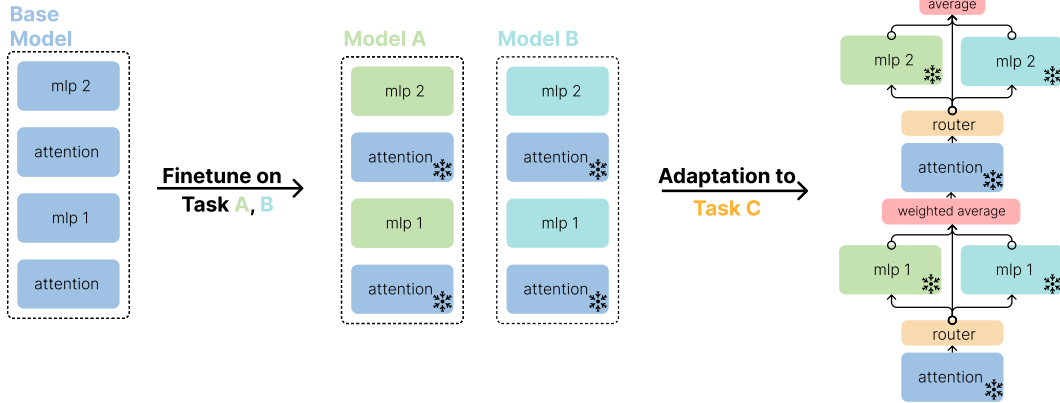 Base
Model
mlp 2
attention
mlp 1
attention
Finetune on
Task A, B
Model A
mlp 2
attention
mlp 1
attention
Model B
mlp 2
attention
mlp 1
attention
Adaptation to
Task C
average
mlp 2
mlp 2
router
attention
weighted average
mlp 1
mlp 1
router
attention